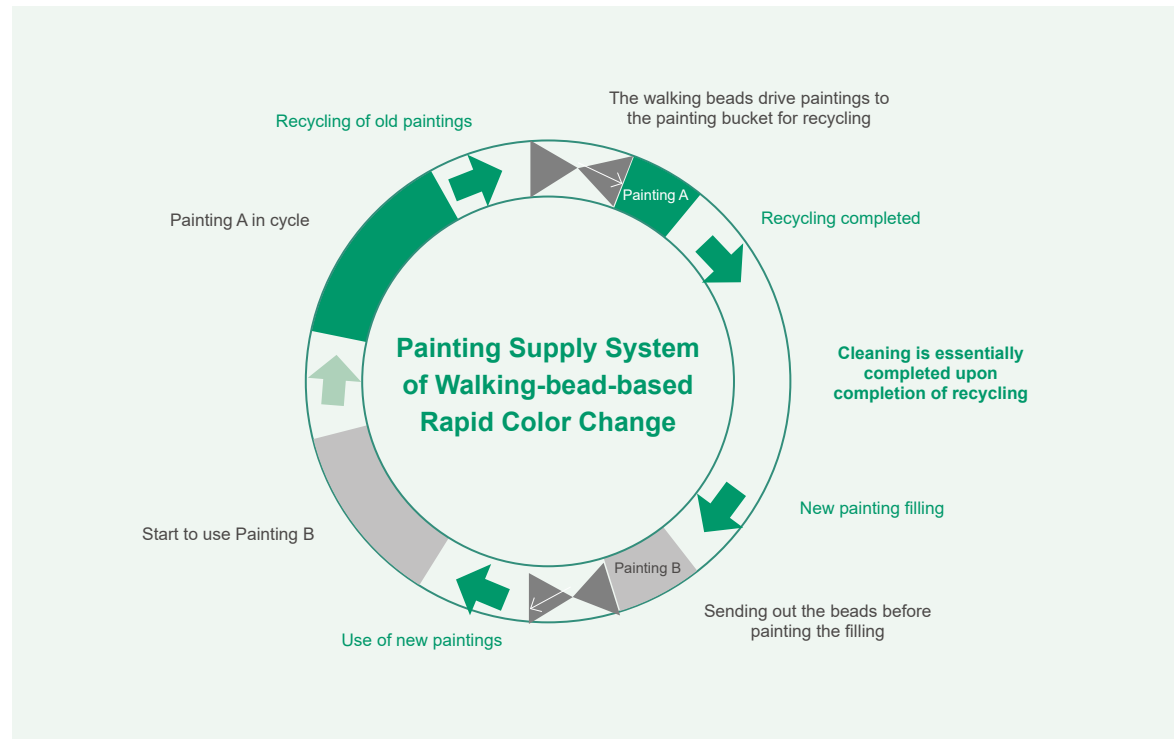 The walking beads drive paintings to
the painting bucket for recycling
Recycling of old paintings
Painting A
Painting A in cycle
Recycling completed
Painting Supply System
of Walking-bead-based
Rapid Color Change
Cleaning is essentially
completed upon
completion of recycling
New painting filling
Start to use Painting B
Painting B
Sending out the beads before
painting the filling
Use of new paintings